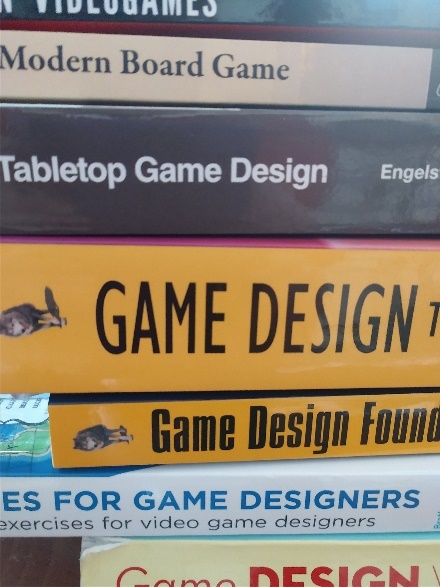 N VIDEOGAMES
Modern Board Game
Tabletop Game Design Engels
GAME DESIGN T
Game Design Found
ES FOR GAME DESIGNERS
exercises for video game designers
Game DESIGN W